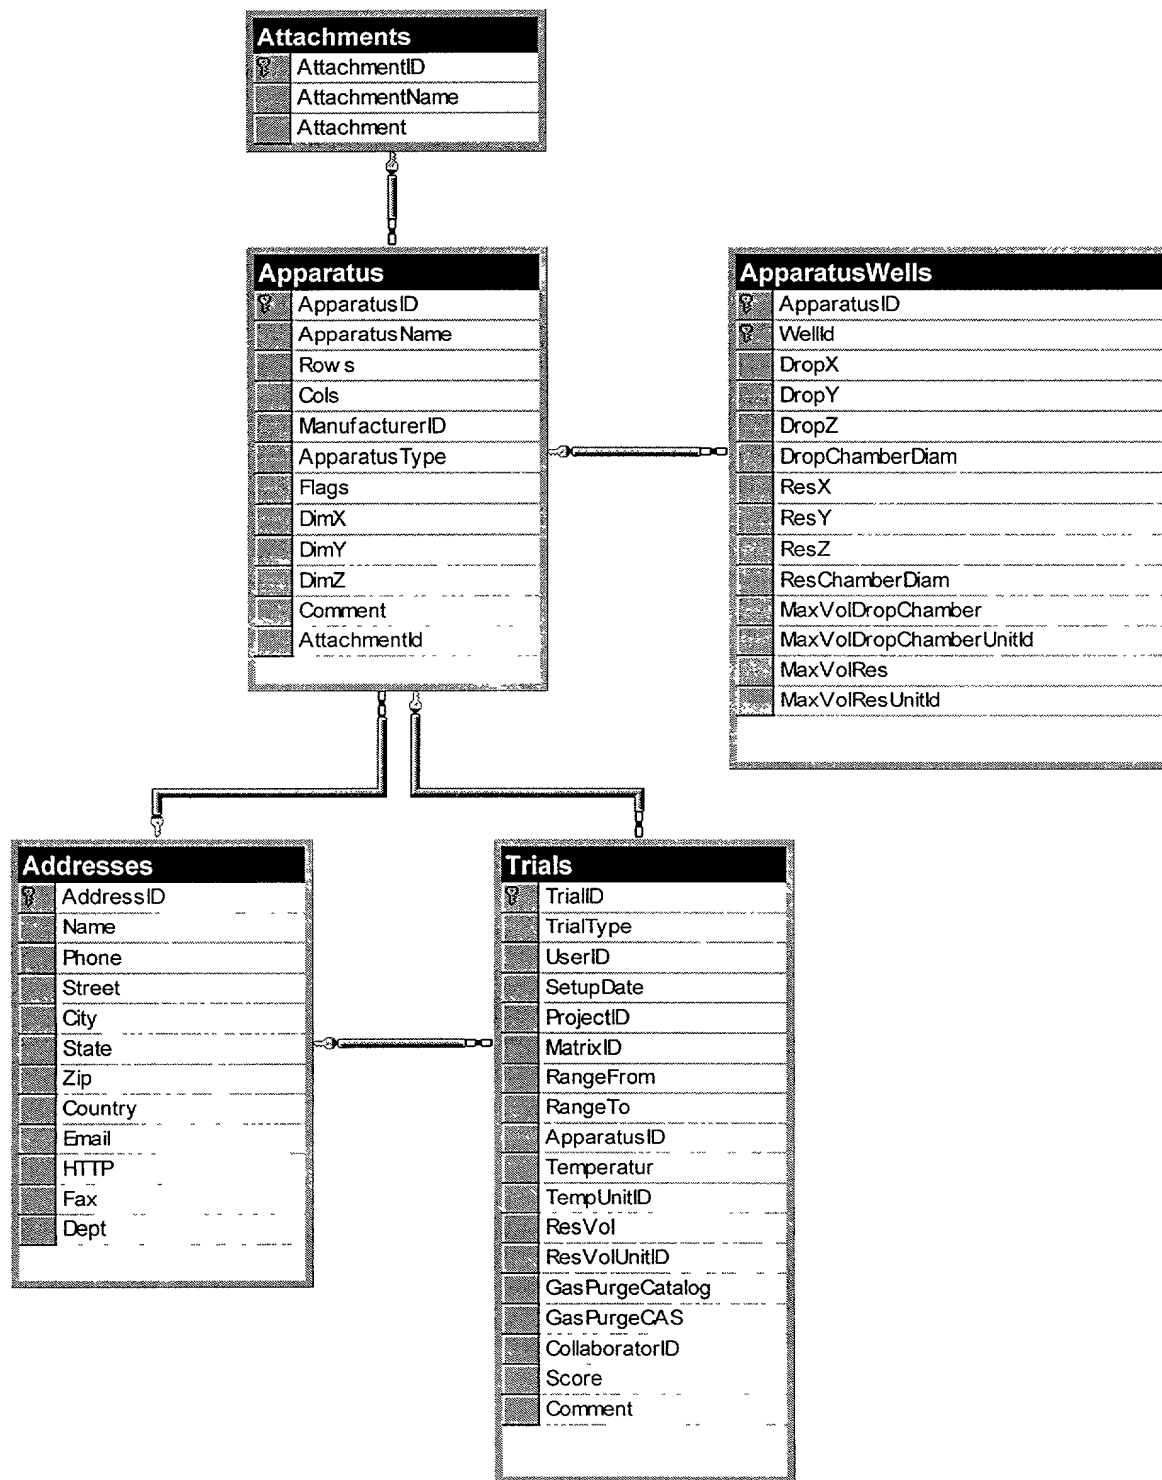 Attachments
AttachmentID
AttachmentName
Attachment
Apparatus
ApparatusID
ApparatusName
Rows
Cols
ManufacturerID
ApparatusType
Flags
DimX
DimY
DimZ
Comment
AttachmentId
ApparatusWells
ApparatusID
WellId
DropX
DropY
DropZ
DropChamberDiam
ResX
ResY
ResZ
ResChamberDiam
MaxVolDropChamber
MaxVolDropChamberUnitId
MaxVolRes
MaxVolResUnitId
Addresses
AddressID
Name
Phone
Street
City
State
Zip
Country
Email
HTTP
Fax
Dept
Trials
TrialID
TrialType
UserID
SetupDate
ProjectID
MatrixID
RangeFrom
RangeTo
ApparatusID
Temperatur
TempUnitID
ResVol
ResVolUnitID
GasPurgeCatalog
GasPurgeCAS
CollaboratorID
Score
Comment